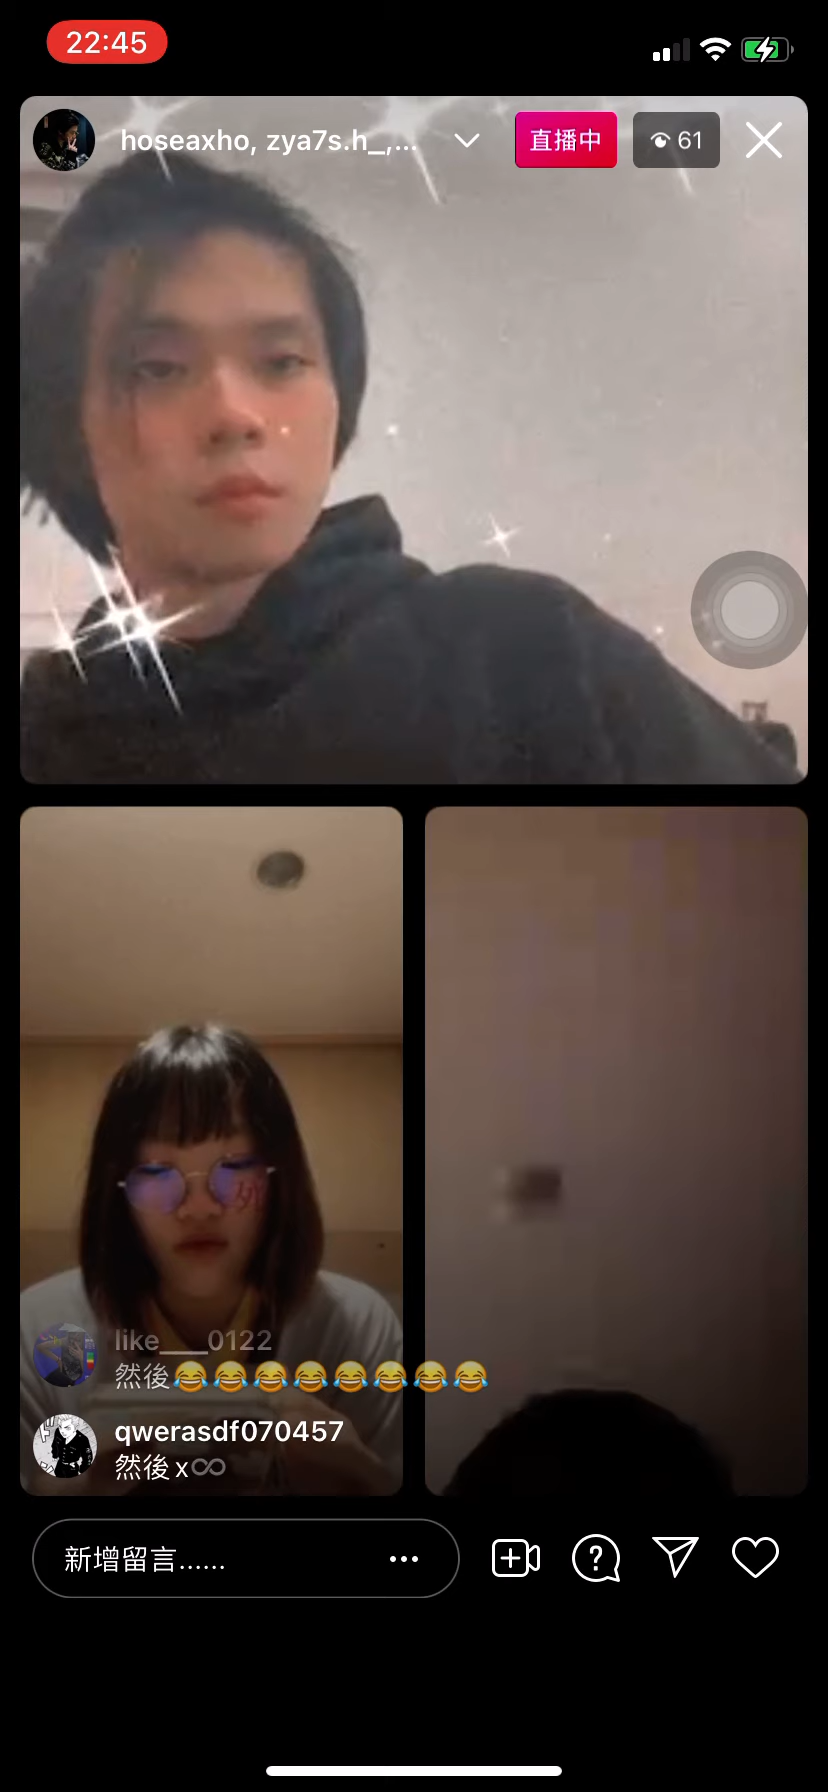 22:45
hoseaxho, zya7s.h_,...
直播中
61
like___0122
然後😂😂😂😂😂😂😂😂
qwerasdf070457
然後x♾
新增留言......